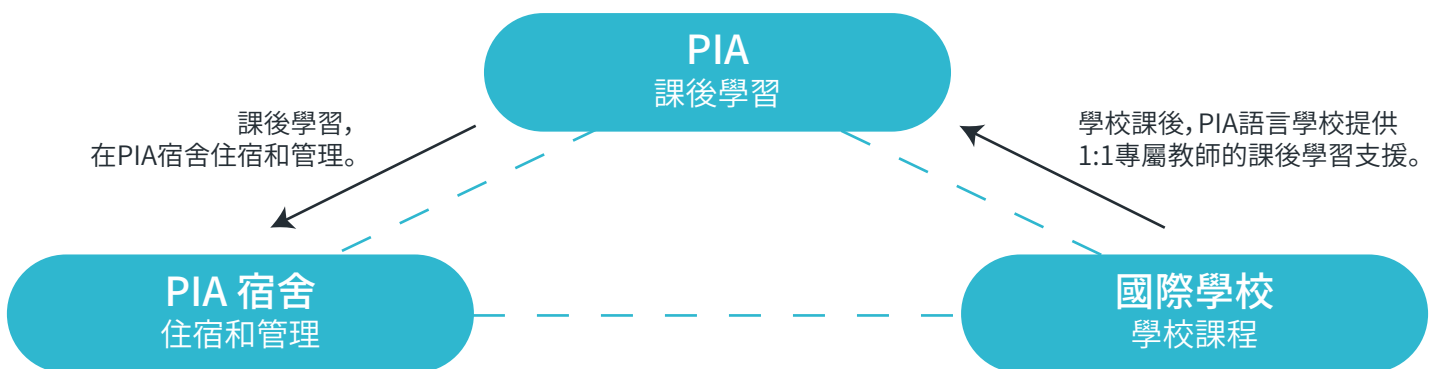 PIA
課後學習
課後學習,
在PIA宿舍住宿和管理。
學校課後, PIA語言學校提供
1:1專屬教師的課後學習支援。
PIA 宿舍
住宿和管理
國際學校
學校課程